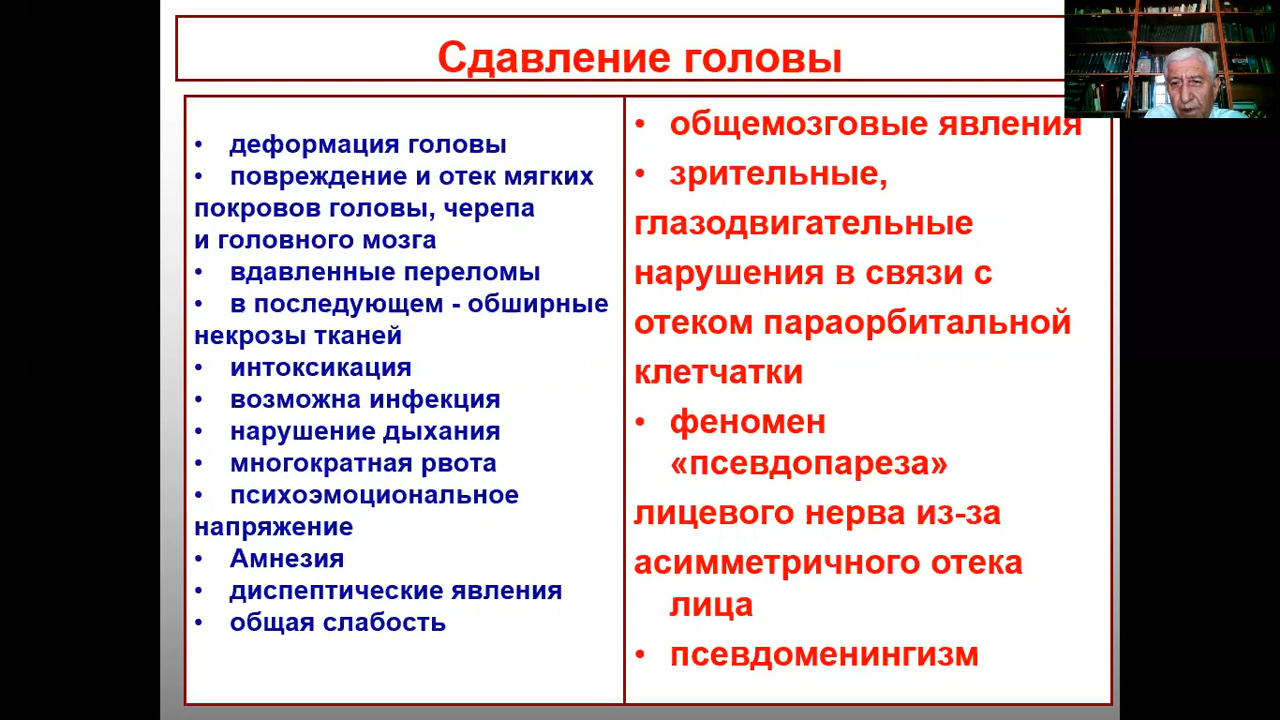 Сдавление головы
• деформация головы
• повреждение и отек мягких
покровов головы, черепа
и головного мозга
• вдавленные переломы
• в последующем - обширные
некрозы тканей
• интоксикация
• возможна инфекция
• нарушение дыхания
• многократная рвота
• психоэмоциональное
напряжение
• Амнезия
• диспептические явления
• общая слабость
• общемозговые явления
• зрительные,
глазодвигательные
нарушения в связи с
отеком параорбитальной
клетчатки
• феномен
«псевдопареза»
лицевого нерва из-за
асимметричного отека
лица
• псевдоменингизм